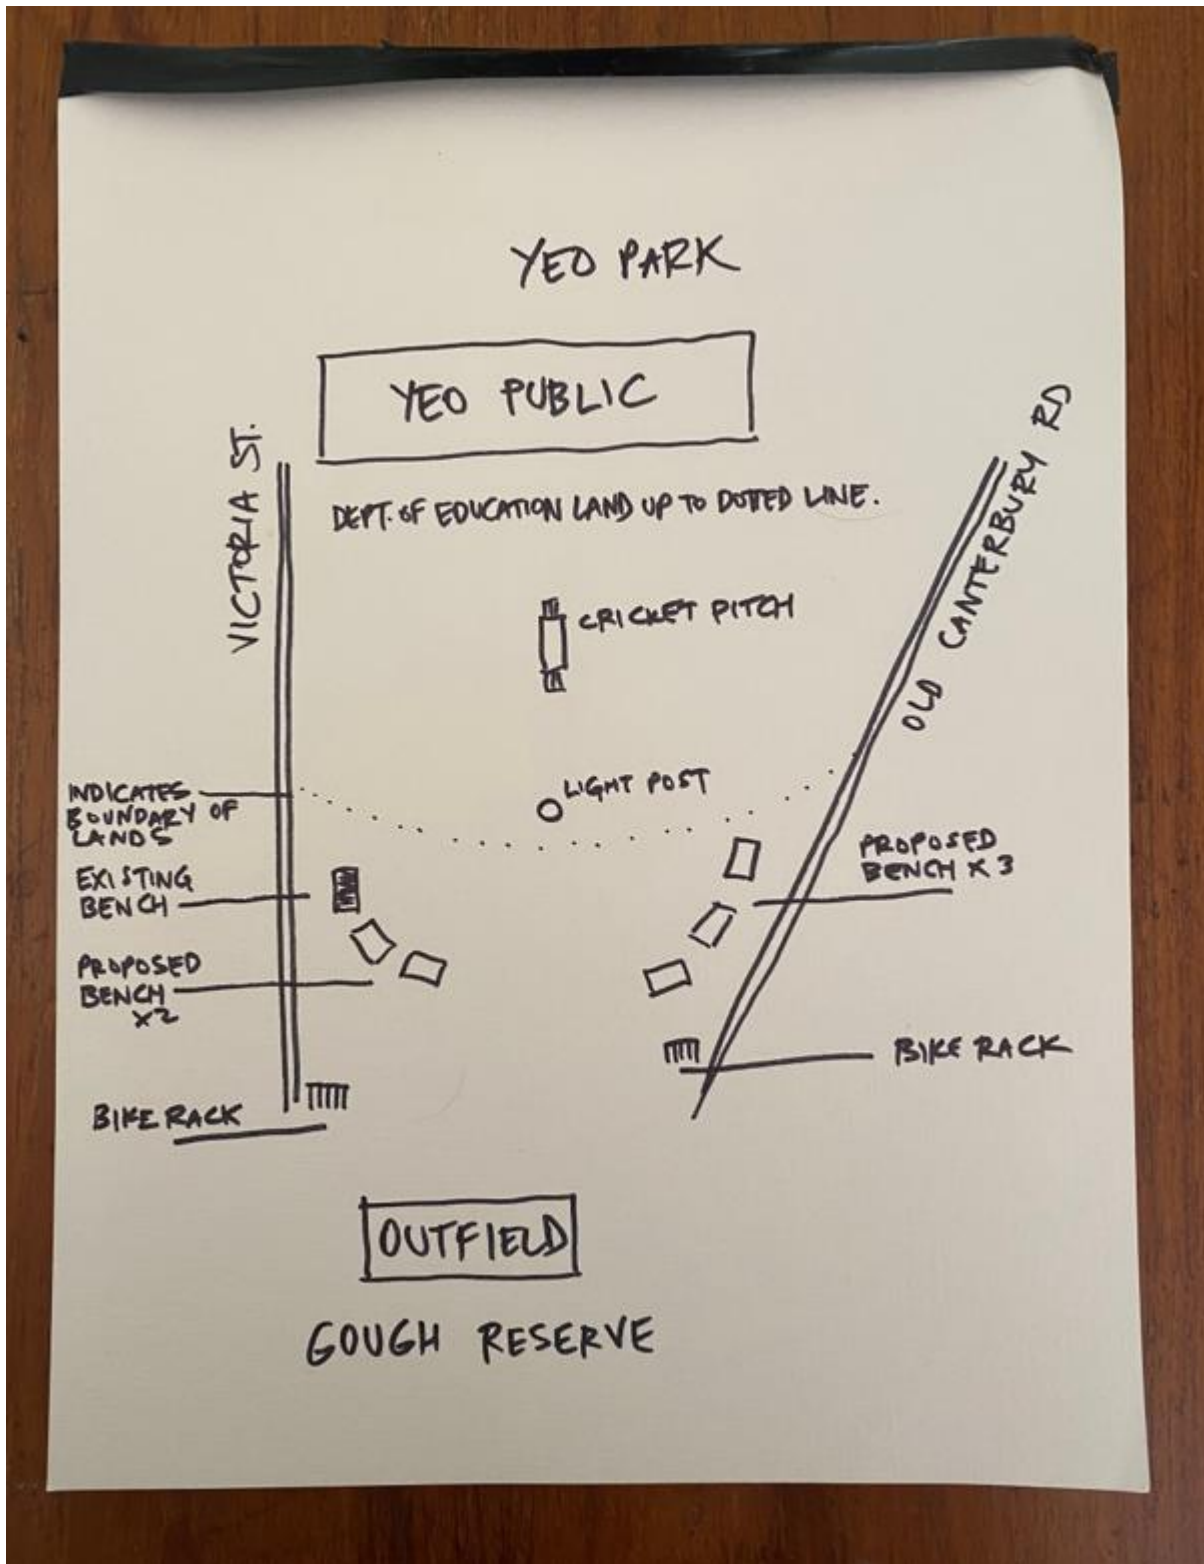 YEO PARK
YEO PUBLIC
VICTORIA ST.
OLD CANTERBURY RD
DEPT. OF EDUCATION LAND UP TO DOTTED LINE.
CRICKET PITCH
LIGHT POST
INDICATES
BOUNDARY OF
LANDS
EXISTING
BENCH
PROPOSED
BENCH
X2
PROPOSED
BENCH X 3
BIKE RACK
BIKE RACK
OUTFIELD
GOUGH RESERVE